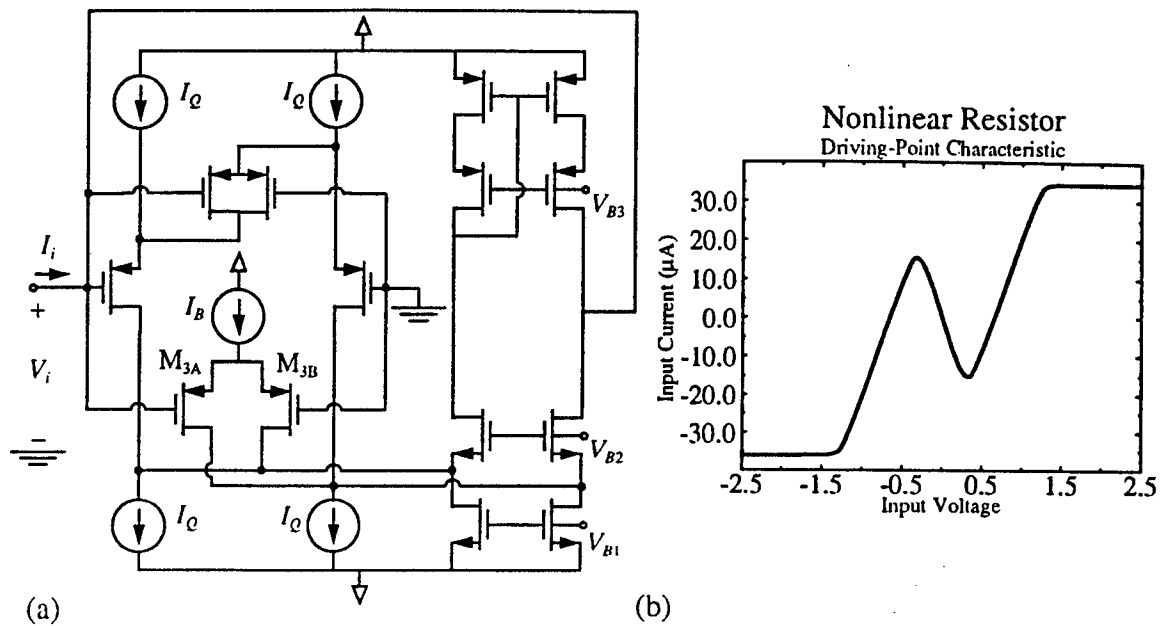 I_Q
I_Q
I_i
+
V_i
−
I_B
M_3A
M_3B
I_Q
I_Q
V_B3
V_B2
V_B1
(a)
Nonlinear Resistor
Driving-Point Characteristic
Input Current (μA)
30.0
20.0
10.0
0.0
-10.0
-20.0
-30.0
-2.5 -1.5 -0.5 0.5 1.5 2.5
Input Voltage
(b)